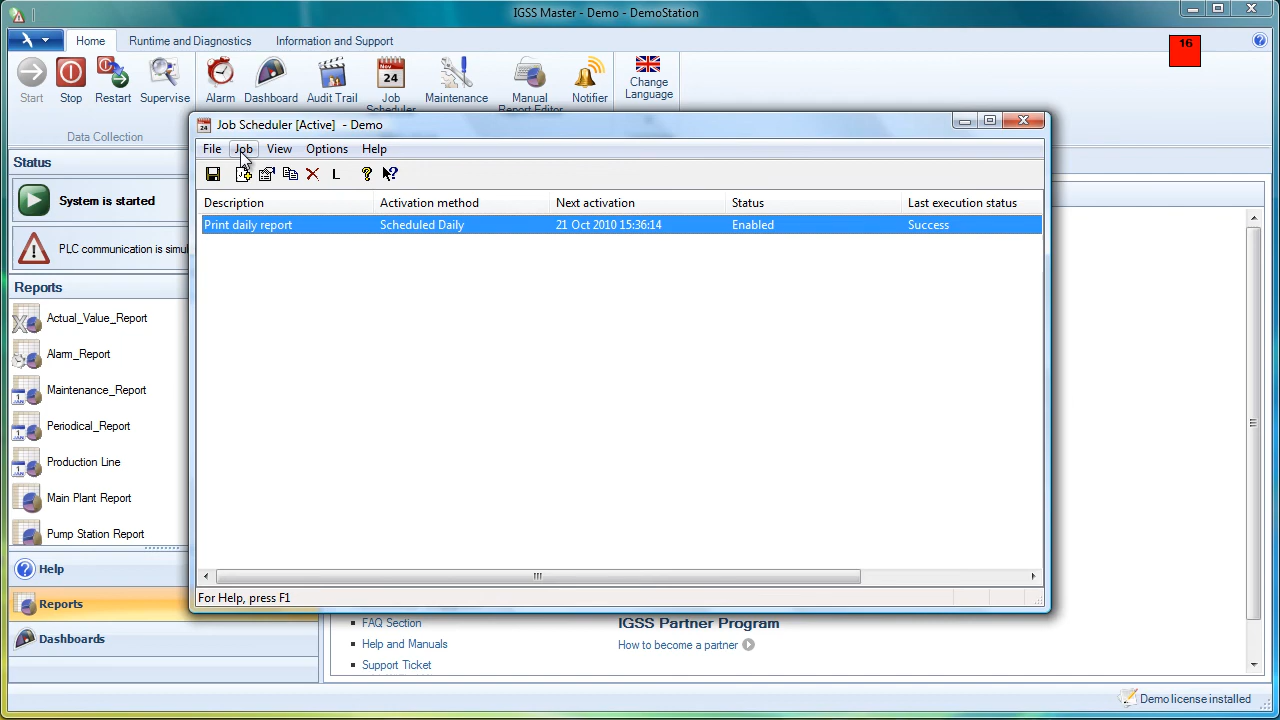 IGSS Master - Demo - DemoStation
Home
Runtime and Diagnostics
Information and Support
16
Nov
24
Start
Stop
Restart
Supervise
Alarm
Dashboard
Audit Trail
Job
Scheduler
Maintenance
Manual
Report Editor
Notifier
Change
Language
Data Collection
Job Scheduler [Active] - Demo
File
Job
View
Options
Help
L
Status
System is started
PLC communication is simul
Description
Activation method
Next activation
Status
Last execution status
Print daily report
Scheduled Daily
21 Oct 2010 15:36:14
Enabled
Success
Reports
Actual_Value_Report
Alarm_Report
Maintenance_Report
Periodical_Report
Production Line
Main Plant Report
Pump Station Report
Help
Reports
Dashboards
For Help, press F1
FAQ Section
Help and Manuals
Support Ticket
IGSS Partner Program
How to become a partner
Demo license installed